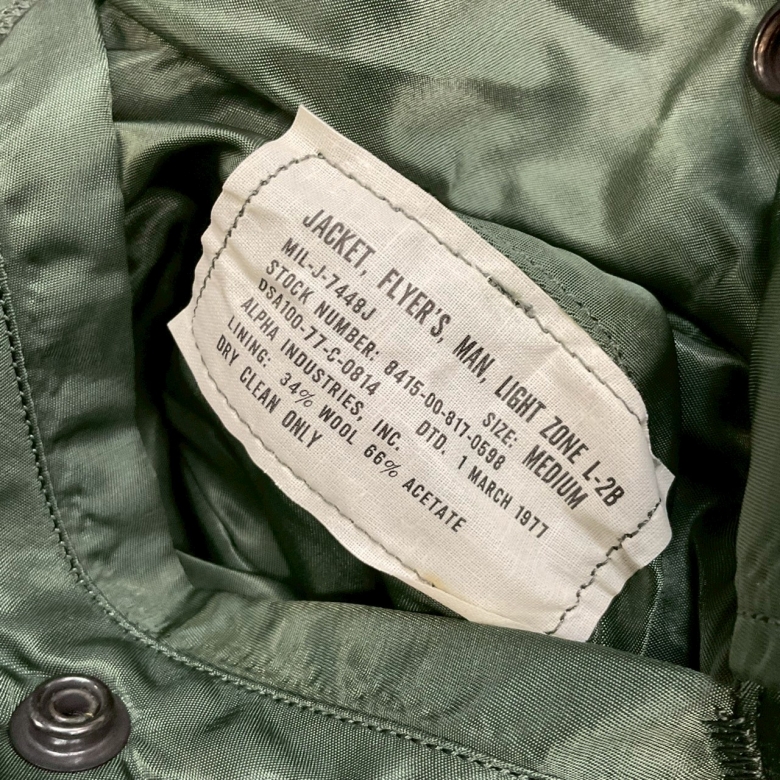 JACKET, FLYER'S, MAN, LIGHT ZONE L-2B
MIL-J-7448J SIZE: MEDIUM
STOCK NUMBER: 8415-00-817-0598
DSA100-77-C-0814 DTD. 1 MARCH 1977
ALPHA INDUSTRIES, INC.
LINING: 34% WOOL 66% ACETATE
DRY CLEAN ONLY